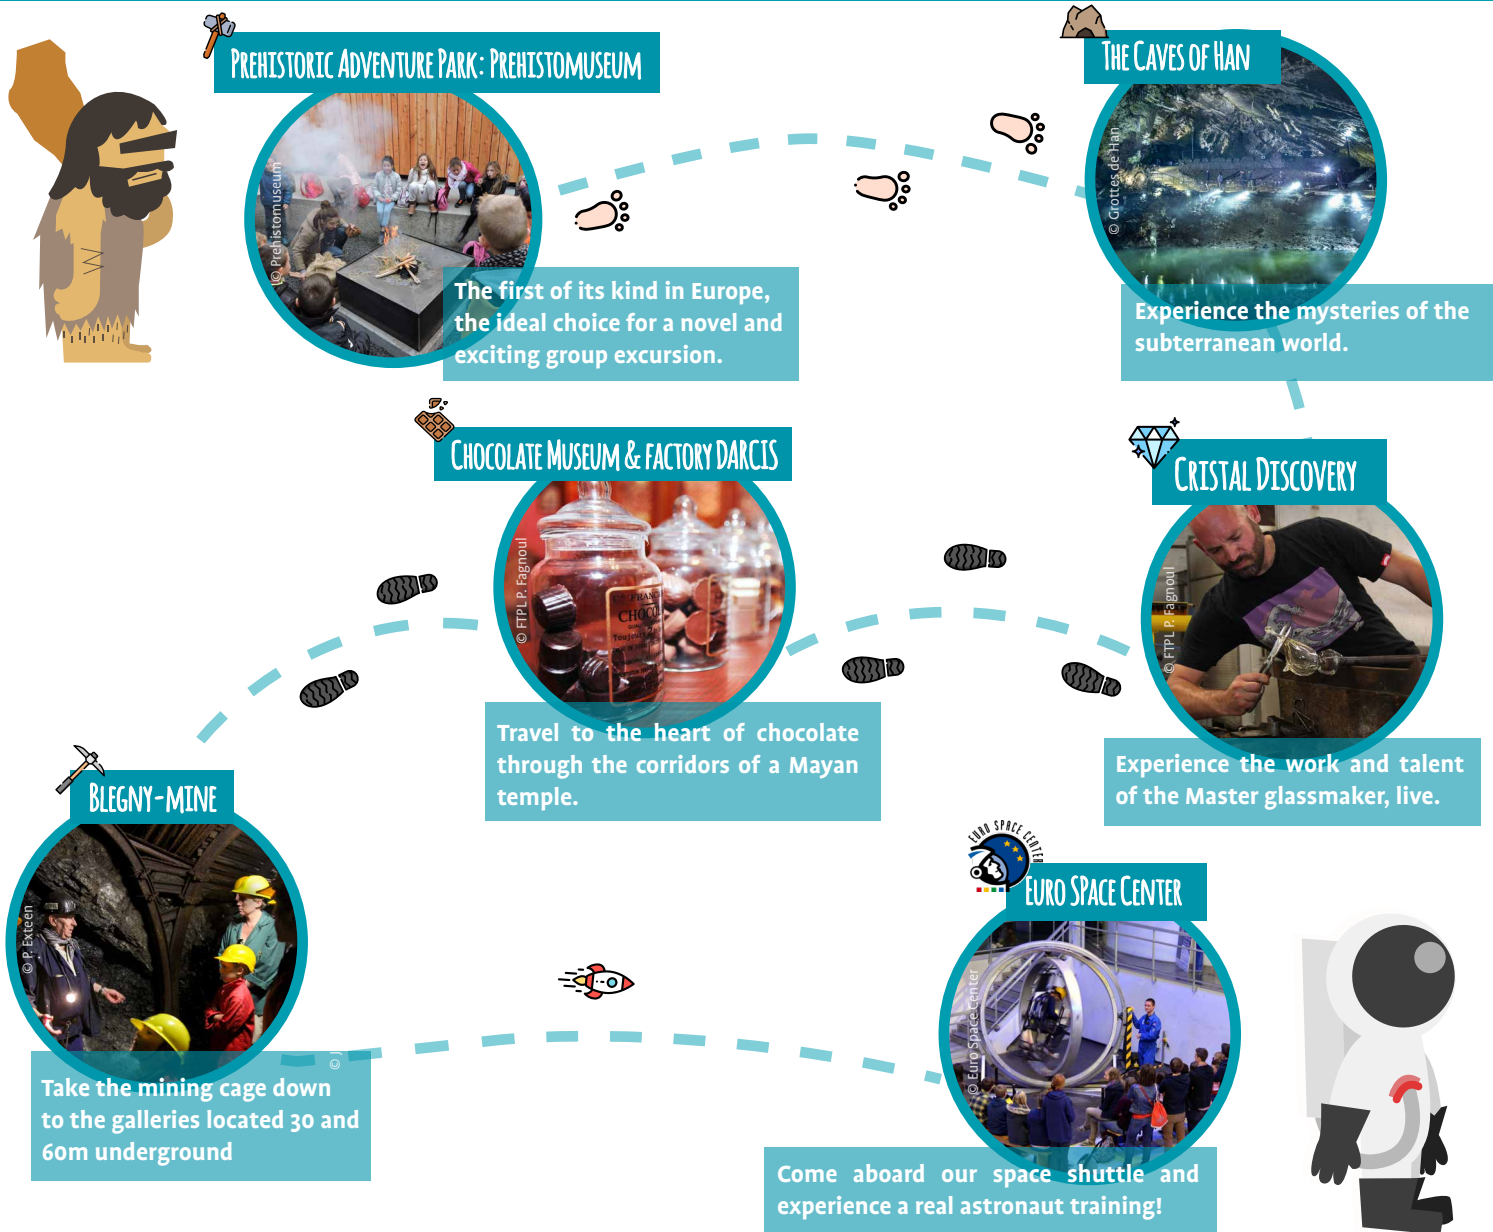 PREHISTORIC ADVENTURE PARK: PREHISTOMUSEUM
© Prehistomuseum
The first of its kind in Europe,
the ideal choice for a novel and
exciting group excursion.
THE CAVES OF HAN
© Grottes de Han
Experience the mysteries of the
subterranean world.
CHOCOLATE MUSEUM & FACTORY DARCIS
© FTPL P. Fagnoul
CHOCOL
Toujours
Travel to the heart of chocolate
through the corridors of a Mayan
temple.
CRISTAL DISCOVERY
© FTPL P. Fagnoul
Experience the work and talent
of the Master glassmaker, live.
BLEGNY-MINE
© P. Exteen
© J
Take the mining cage down
to the galleries located 30 and
60m underground
EURO SPACE CENTER
EURO SPACE CENTER
© Euro Space Center
Come aboard our space shuttle and
experience a real astronaut training!